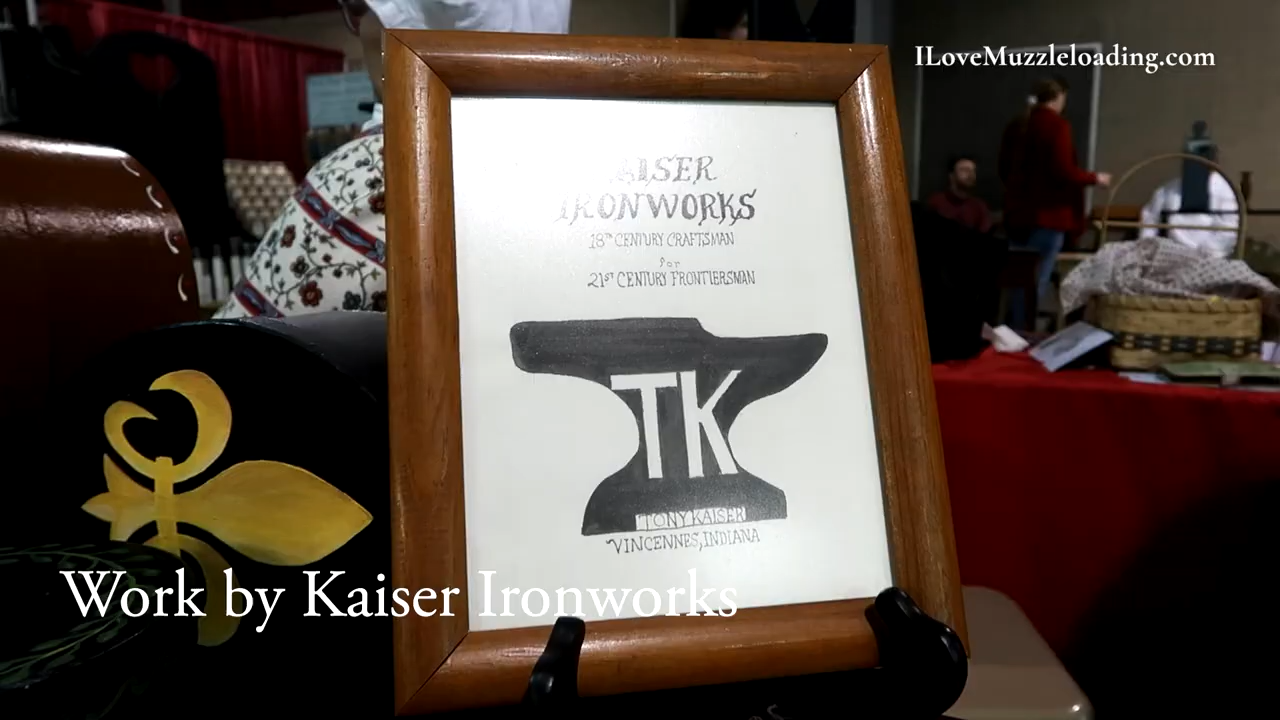 ILoveMuzzleloading.com
KAISER
IRONWORKS
18TH CENTURY CRAFTSMAN
for
21ST CENTURY FRONTIERSMAN
TK
TONY KAISER
VINCENNES, INDIANA
Work by Kaiser Ironworks